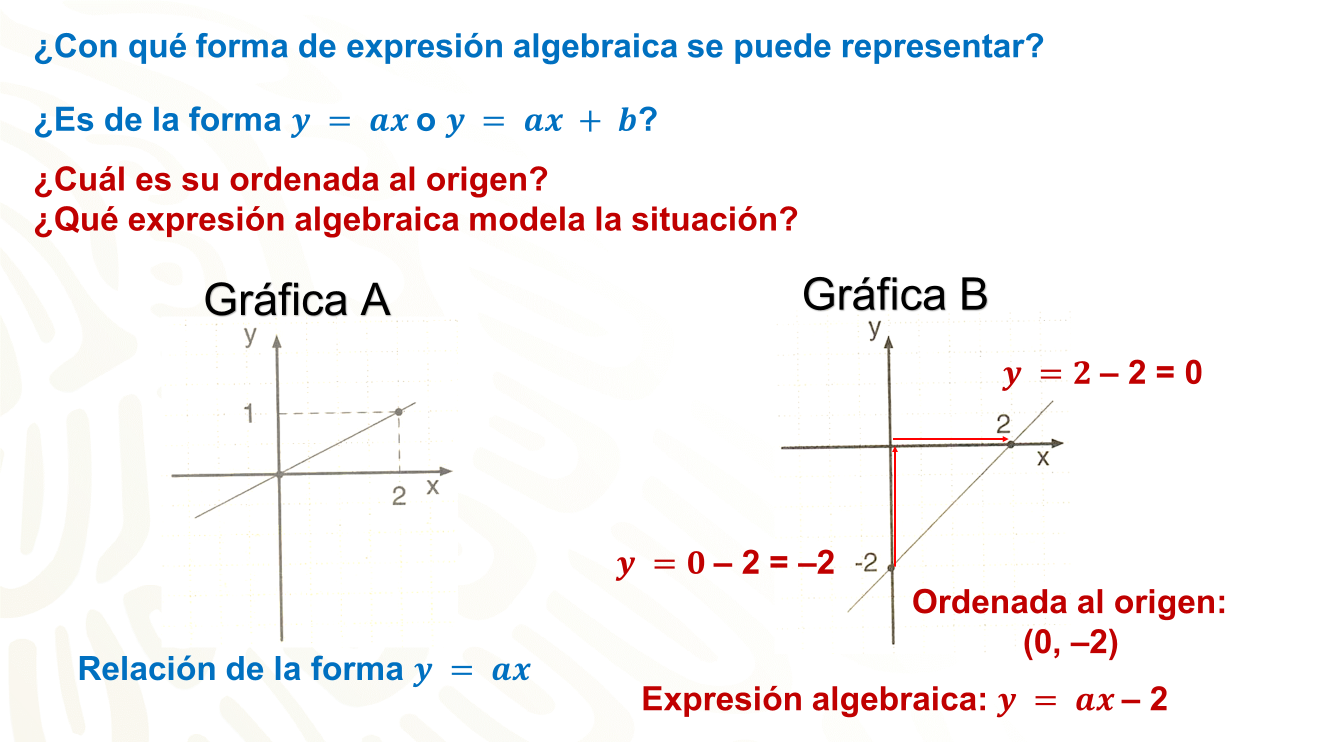 ¿Con qué forma de expresión algebraica se puede representar?
¿Es de la forma y = ax o y = ax + b?
¿Cuál es su ordenada al origen?
¿Qué expresión algebraica modela la situación?
Gráfica A
y
1
2
x
Relación de la forma y = ax
Gráfica B
y
y = 2 – 2 = 0
2
x
y = 0 – 2 = –2
-2
Ordenada al origen:
(0, –2)
Expresión algebraica: y = ax – 2